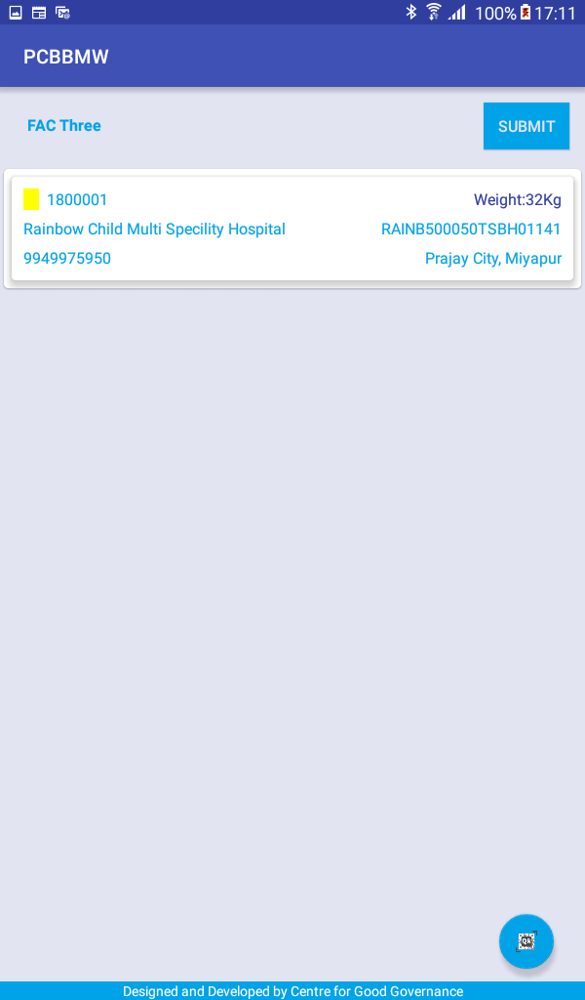 100% 17:11
PCBBMW
FAC Three
SUBMIT
1800001 Weight:32Kg
Rainbow Child Multi Specility Hospital RAINB500050TSBH01141
9949975950 Prajay City, Miyapur
QR
Designed and Developed by Centre for Good Governance